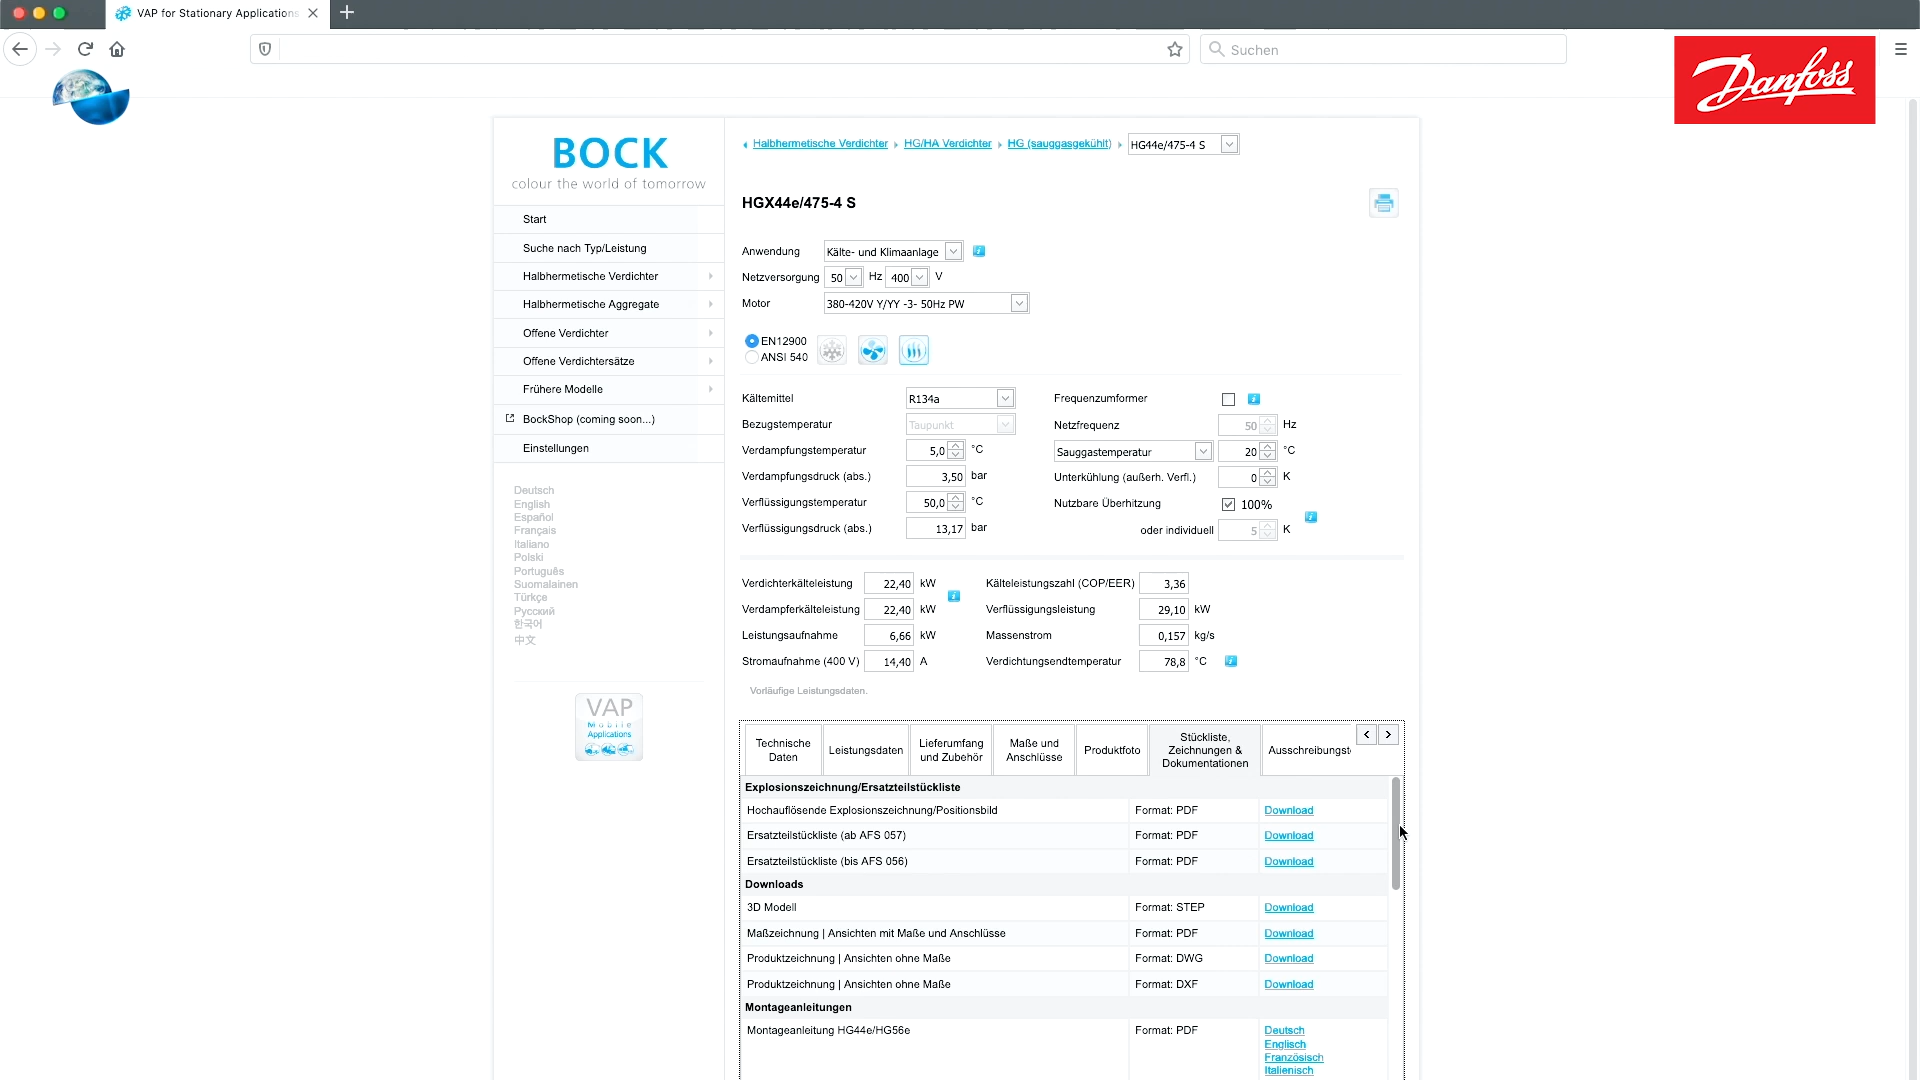 VAP for Stationary Applications
Suchen
Danfoss
BOCK
colour the world of tomorrow
Start
Suche nach Typ/Leistung
Halbhermetische Verdichter
Halbhermetische Aggregate
Offene Verdichter
Offene Verdichtersätze
Frühere Modelle
BockShop (coming soon...)
Einstellungen
Deutsch
English
Español
Français
Italiano
Polski
Português
Suomalainen
Türkçe
Русский
한국어
中文
VAP
Mobile
Applications
Halbhermetische Verdichter HG/HA Verdichter HG (sauggasgekühlt) HG44e/475-4 S
HGX44e/475-4 S
Anwendung Kälte- und Klimaanlage
Netzversorgung 50 Hz 400 V
Motor 380-420V Y/YY -3- 50Hz PW
EN12900
ANSI 540
Kältemittel R134a Frequenzumformer
Bezugstemperatur Taupunkt Netzfrequenz 50 Hz
Verdampfungstemperatur 5,0 °C Sauggastemperatur 20 °C
Verdampfungsdruck (abs.) 3,50 bar Unterkühlung (außerh. Verfl.) 0 K
Verflüssigungstemperatur 50,0 °C Nutzbare Überhitzung 100%
Verflüssigungsdruck (abs.) 13,17 bar oder individuell 5 K
Verdichterkälteleistung 22,40 kW Kälteleistungszahl (COP/EER) 3,36
Verdampferkälteleistung 22,40 kW Verflüssigungsleistung 29,10 kW
Leistungsaufnahme 6,66 kW Massenstrom 0,157 kg/s
Stromaufnahme (400 V) 14,40 A Verdichtungsendtemperatur 78,8 °C
Vorläufige Leistungsdaten.
Technische Daten
Leistungsdaten
Lieferumfang und Zubehör
Maße und Anschlüsse
Produktfoto
Stückliste, Zeichnungen & Dokumentationen
Ausschreibungst
Explosionszeichnung/Ersatzteilstückliste
Hochauflösende Explosionszeichnung/Positionsbild Format: PDF Download
Ersatzteilstückliste (ab AFS 057) Format: PDF Download
Ersatzteilstückliste (bis AFS 056) Format: PDF Download
Downloads
3D Modell Format: STEP Download
Maßzeichnung | Ansichten mit Maße und Anschlüsse Format: PDF Download
Produktzeichnung | Ansichten ohne Maße Format: DWG Download
Produktzeichnung | Ansichten ohne Maße Format: DXF Download
Montageanleitungen
Montageanleitung HG44e/HG56e Format: PDF Deutsch
Englisch
Französisch
Italienisch